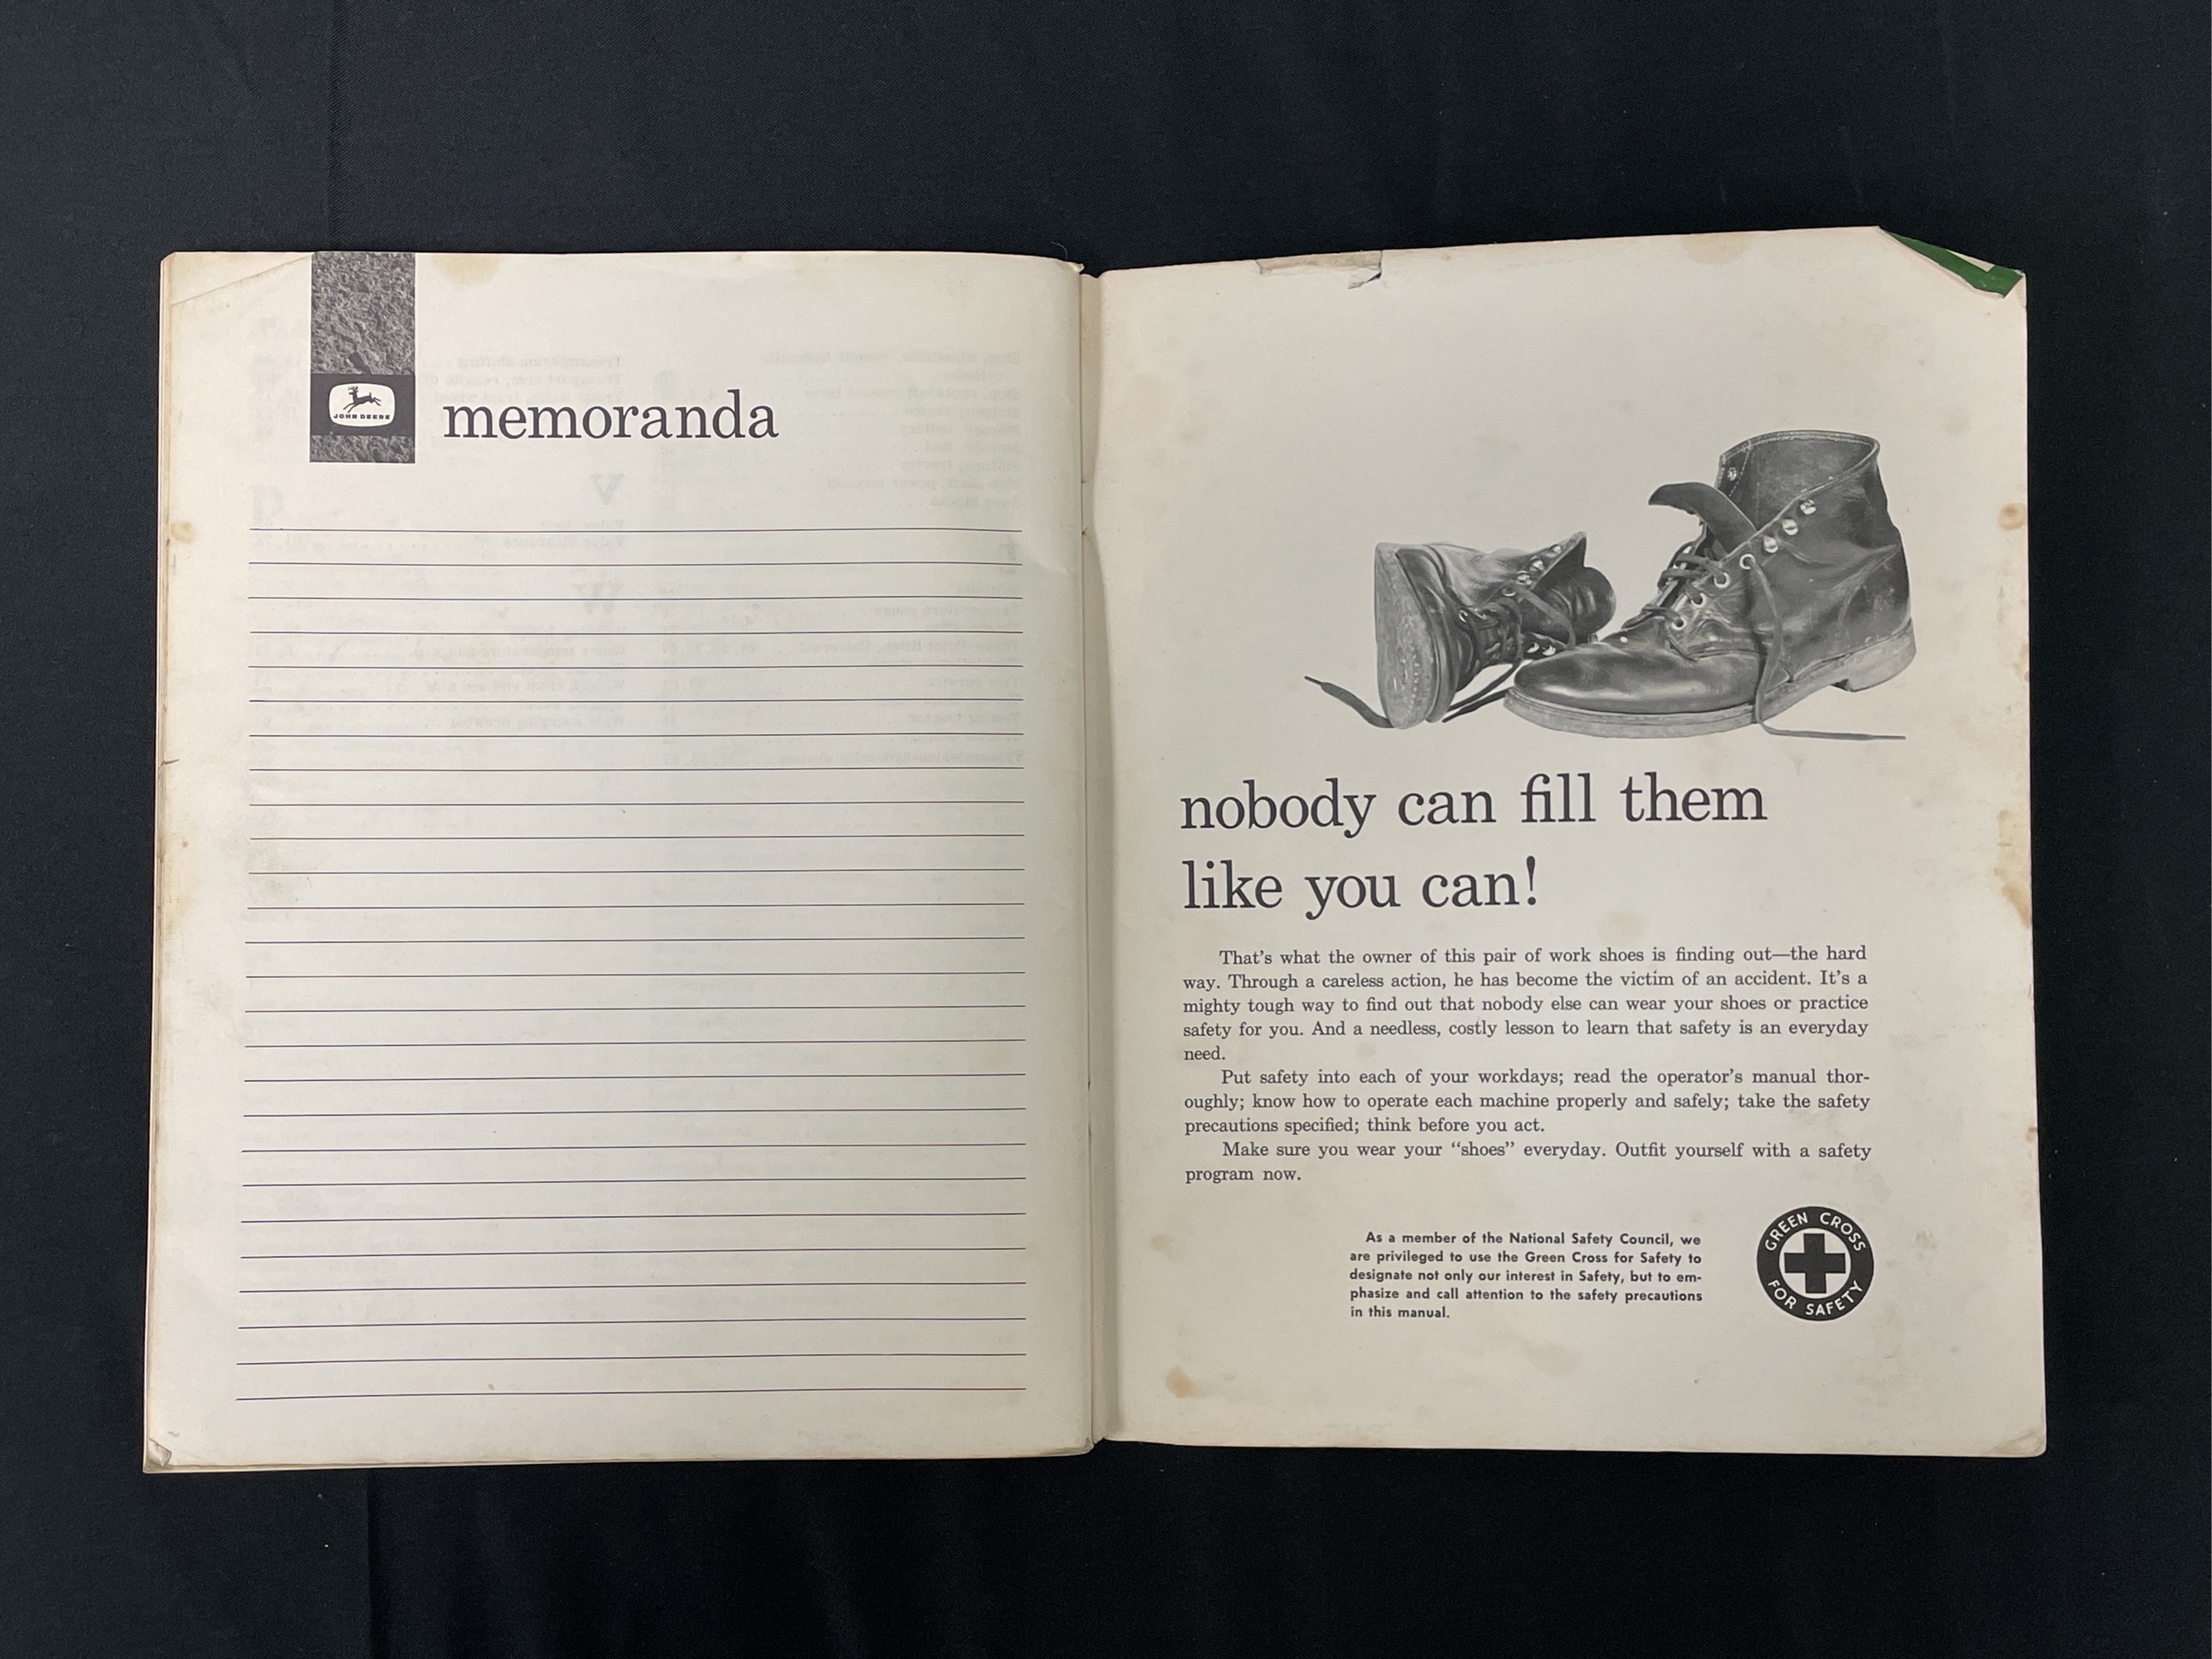 JOHN DEERE
memoranda
nobody can fill them
like you can!
That's what the owner of this pair of work shoes is finding out—the hard
way. Through a careless action, he has become the victim of an accident. It's a
mighty tough way to find out that nobody else can wear your shoes or practice
safety for you. And a needless, costly lesson to learn that safety is an everyday
need.
Put safety into each of your workdays; read the operator's manual thor-
oughly; know how to operate each machine properly and safely; take the safety
precautions specified; think before you act.
Make sure you wear your "shoes" everyday. Outfit yourself with a safety
program now.
As a member of the National Safety Council, we
are privileged to use the Green Cross for Safety to
designate not only our interest in Safety, but to em-
phasize and call attention to the safety precautions
in this manual.
GREEN CROSS
FOR SAFETY